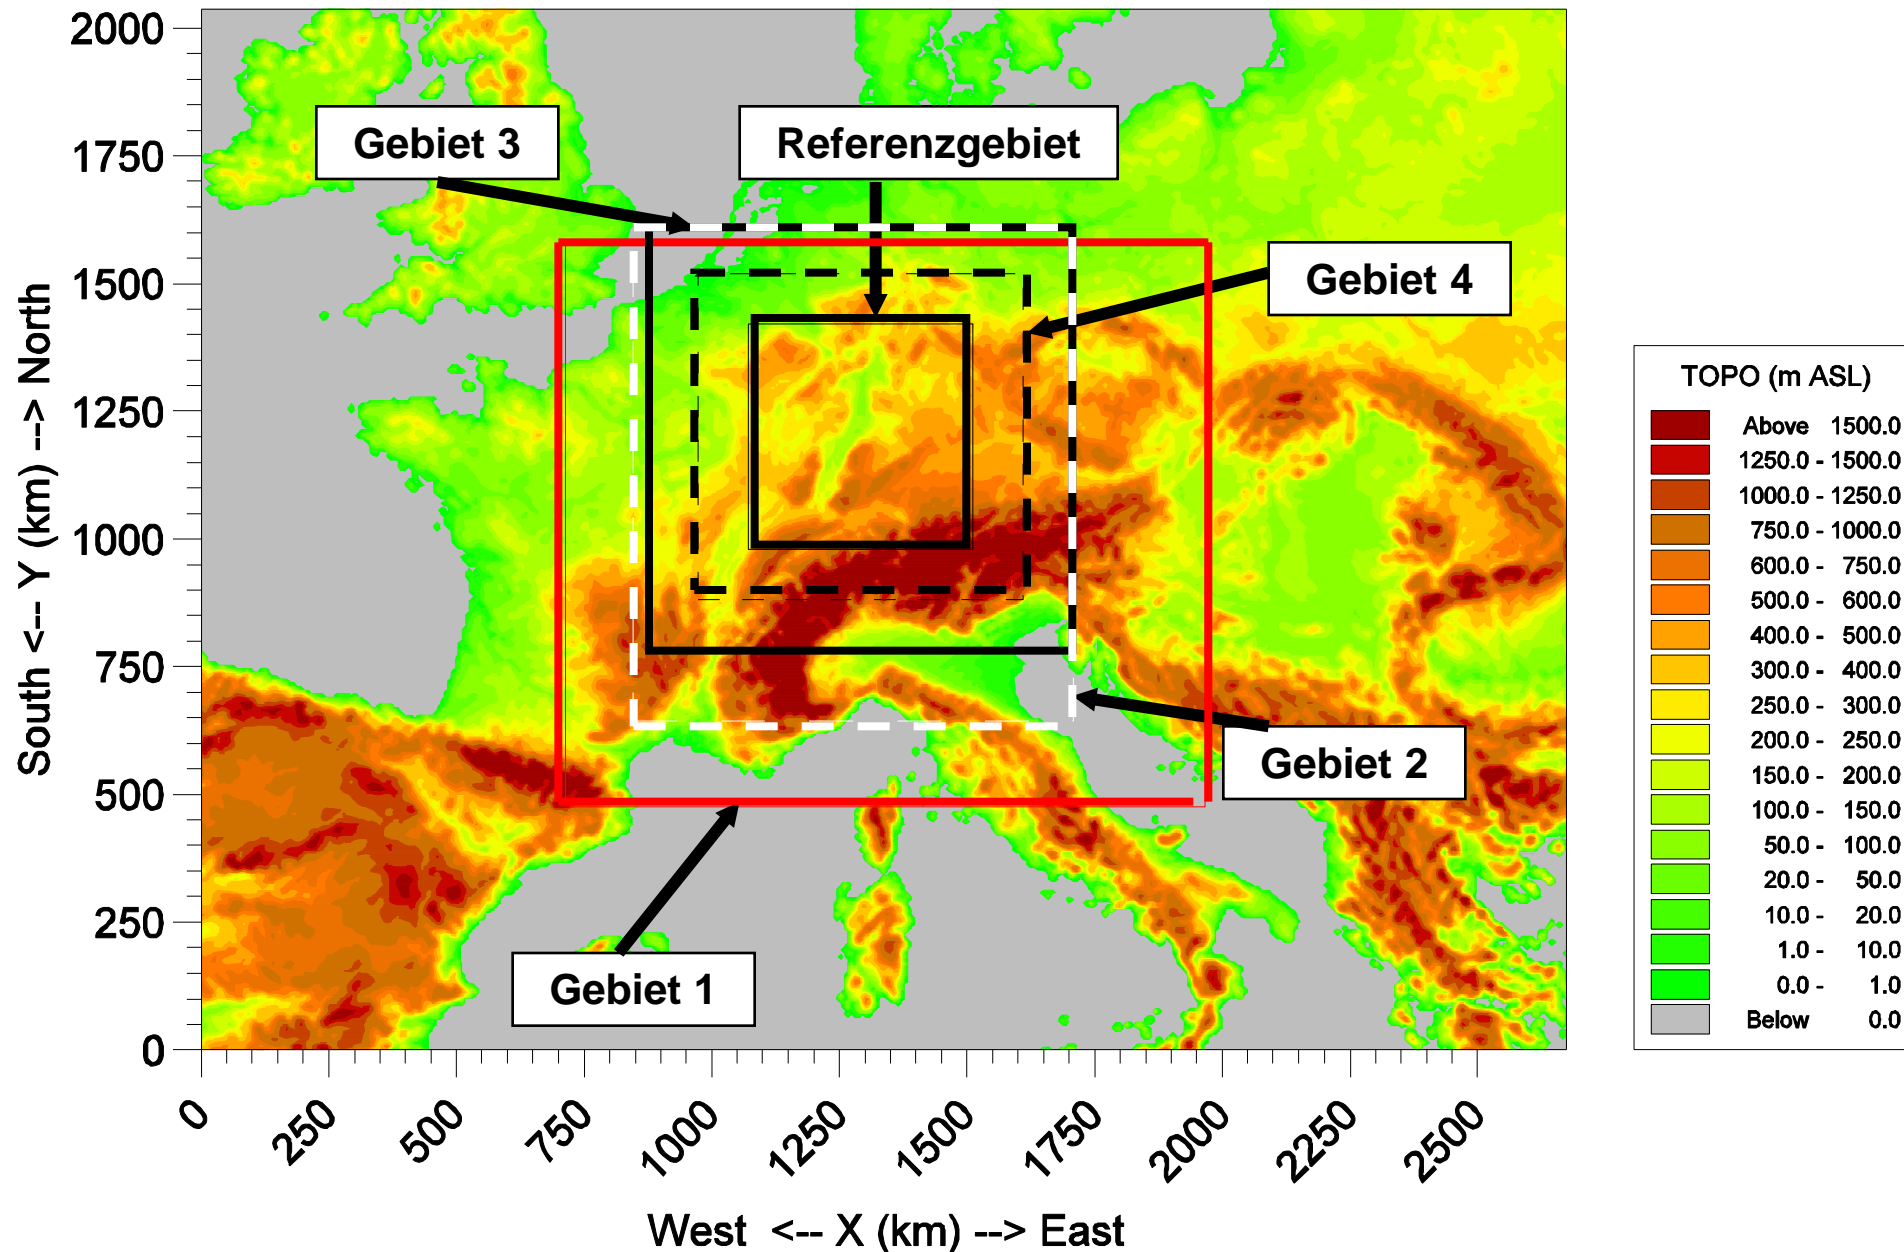 2000
1750
1500
1250
1000
750
500
250
0
South <-- Y (km) --> North
Gebiet 3
Referenzgebiet
Gebiet 4
Gebiet 2
Gebiet 1
0
250
500
750
1000
1250
1500
1750
2000
2250
2500
West <-- X (km) --> East
TOPO (m ASL)
Above 1500.0
1250.0 - 1500.0
1000.0 - 1250.0
750.0 - 1000.0
600.0 - 750.0
500.0 - 600.0
400.0 - 500.0
300.0 - 400.0
250.0 - 300.0
200.0 - 250.0
150.0 - 200.0
100.0 - 150.0
50.0 - 100.0
20.0 - 50.0
10.0 - 20.0
1.0 - 10.0
0.0 - 1.0
Below 0.0